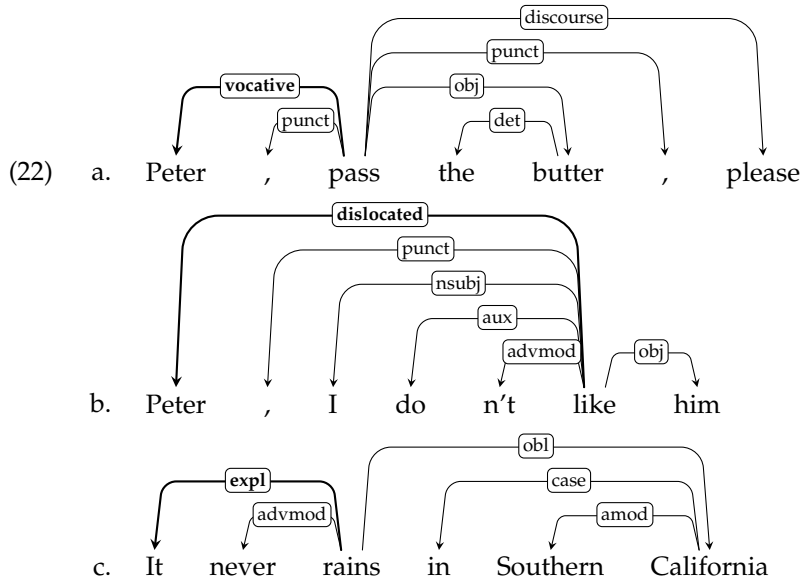 discourse
punct
vocative obj
punct det
(22) a. Peter , pass the butter , please
dislocated
punct
nsubj
aux
advmod obj
b. Peter , I do n't like him
obl
expl case
advmod amod
c. It never rains in Southern California